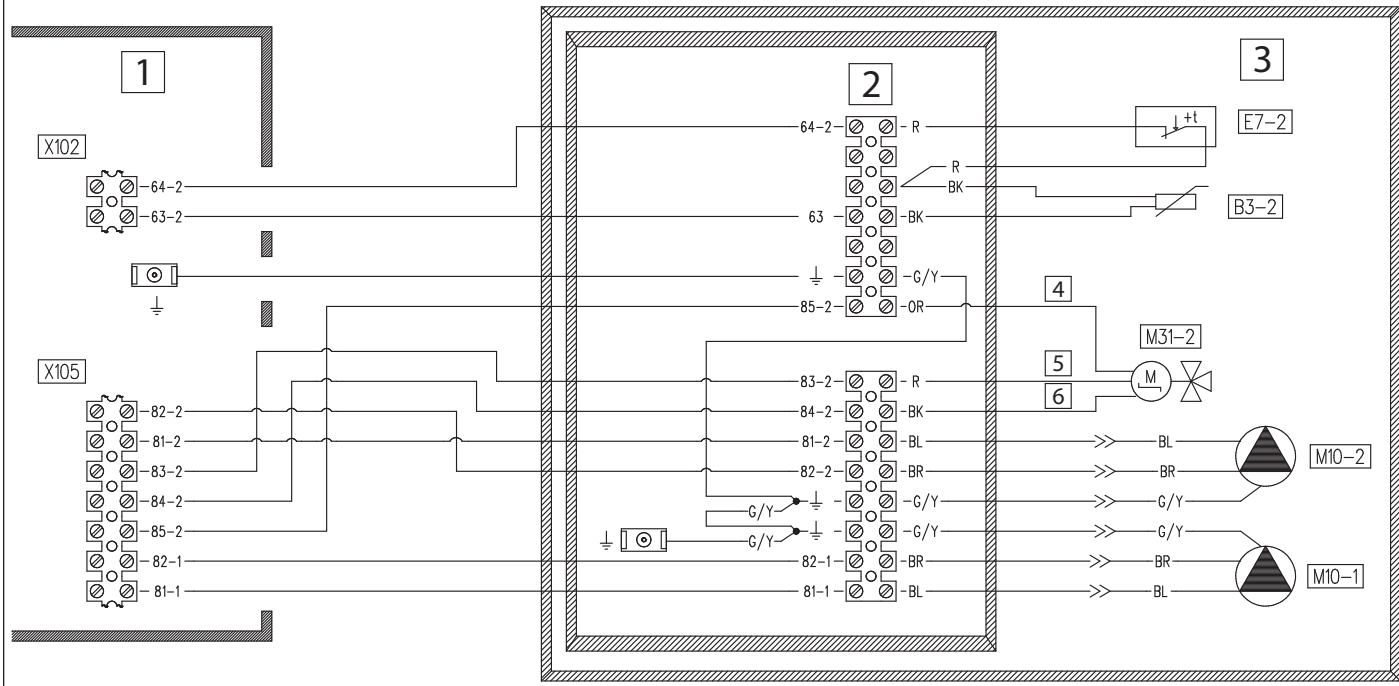 1
2
3
X102
64-2
63-2
64-2
R
+t
E7-2
R
BK
B3-2
63
BK
G/Y
85-2
OR
4
X105
M31-2
5
M
6
83-2
R
84-2
BK
82-2
81-2
83-2
84-2
85-2
82-1
81-1
81-2
BL
BL
M10-2
82-2
BR
BR
G/Y
G/Y
G/Y
G/Y
G/Y
G/Y
82-1
BR
BR
M10-1
81-1
BL
BL